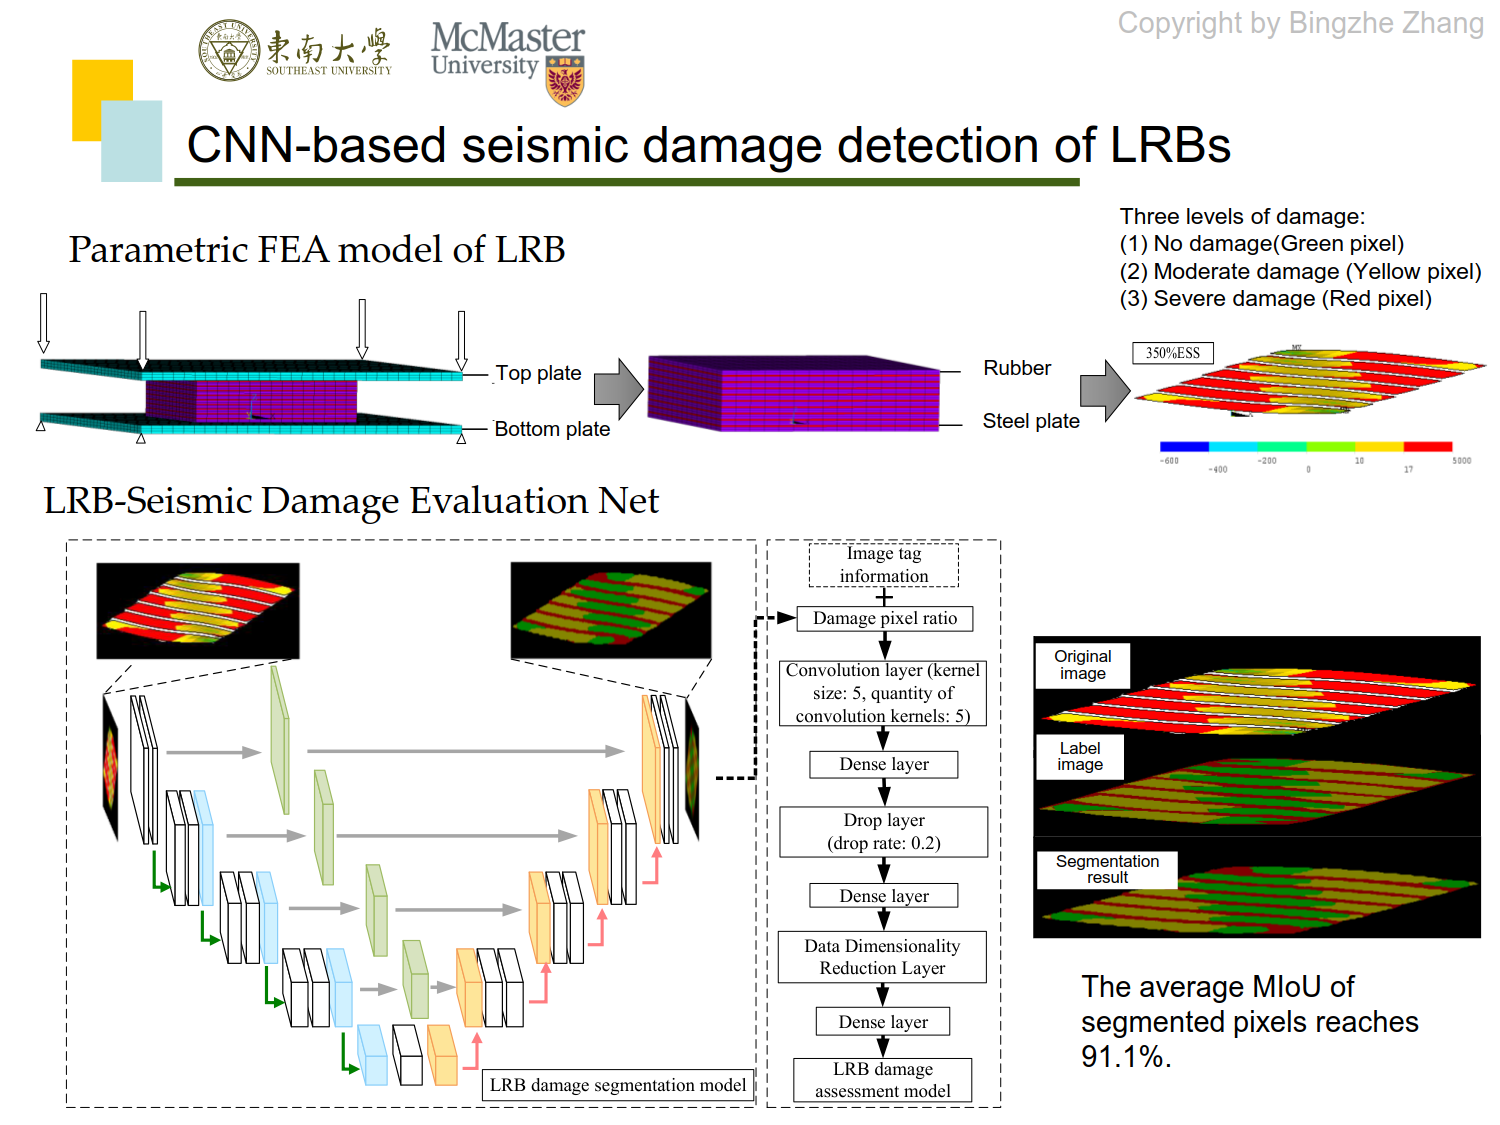 Copyright by Bingzhe Zhang
東南大學
SOUTHEAST UNIVERSITY
McMaster
University
CNN-based seismic damage detection of LRBs
Three levels of damage:
(1) No damage(Green pixel)
(2) Moderate damage (Yellow pixel)
(3) Severe damage (Red pixel)
Parametric FEA model of LRB
Top plate
Bottom plate
Rubber
Steel plate
350%ESS
MX
-600
-400
-200
0
10
17
5000
LRB-Seismic Damage Evaluation Net
LRB damage segmentation model
Image tag
information
+
Damage pixel ratio
Convolution layer (kernel
size: 5, quantity of
convolution kernels: 5)
Dense layer
Drop layer
(drop rate: 0.2)
Dense layer
Data Dimensionality
Reduction Layer
Dense layer
LRB damage
assessment model
Original
image
Label
image
Segmentation
result
The average MIoU of
segmented pixels reaches
91.1%.